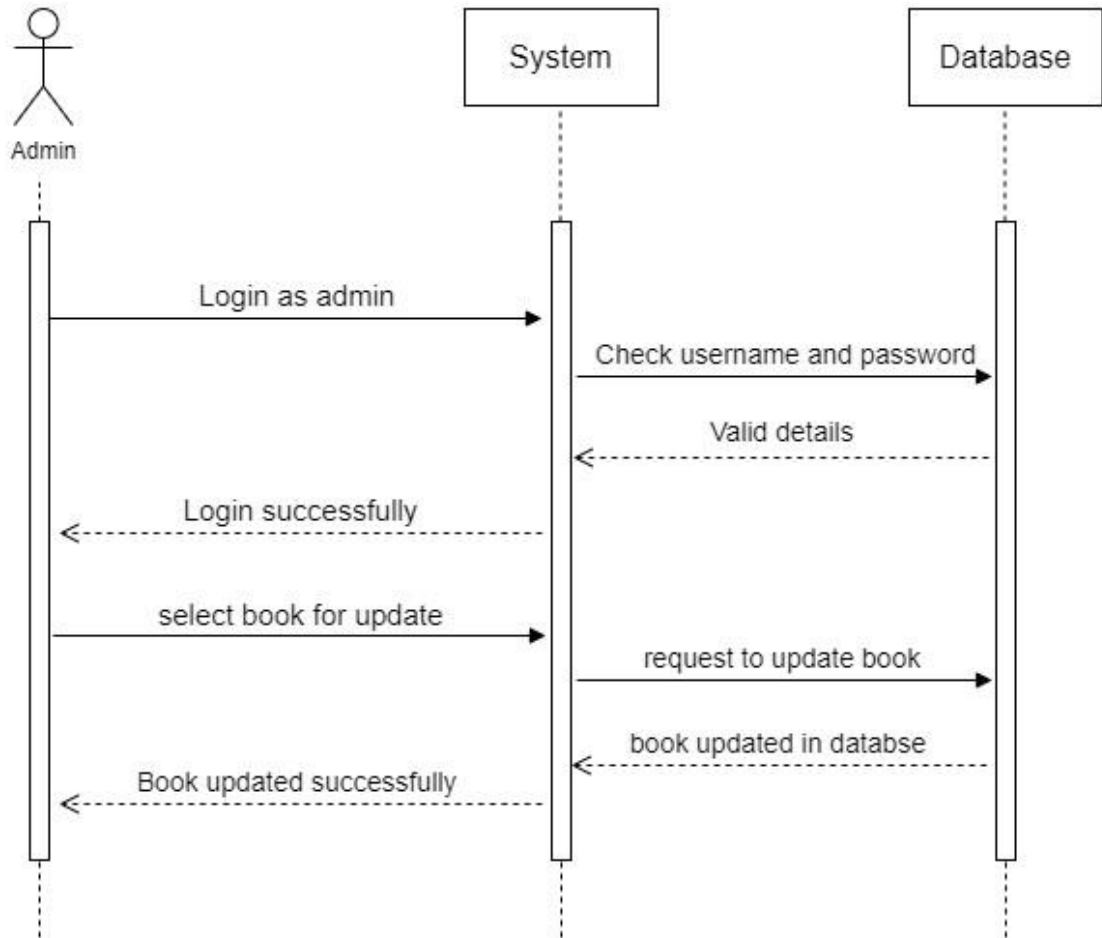 System
Database
Admin
Login as admin
Check username and password
Valid details
Login successfully
select book for update
request to update book
book updated in databse
Book updated successfully